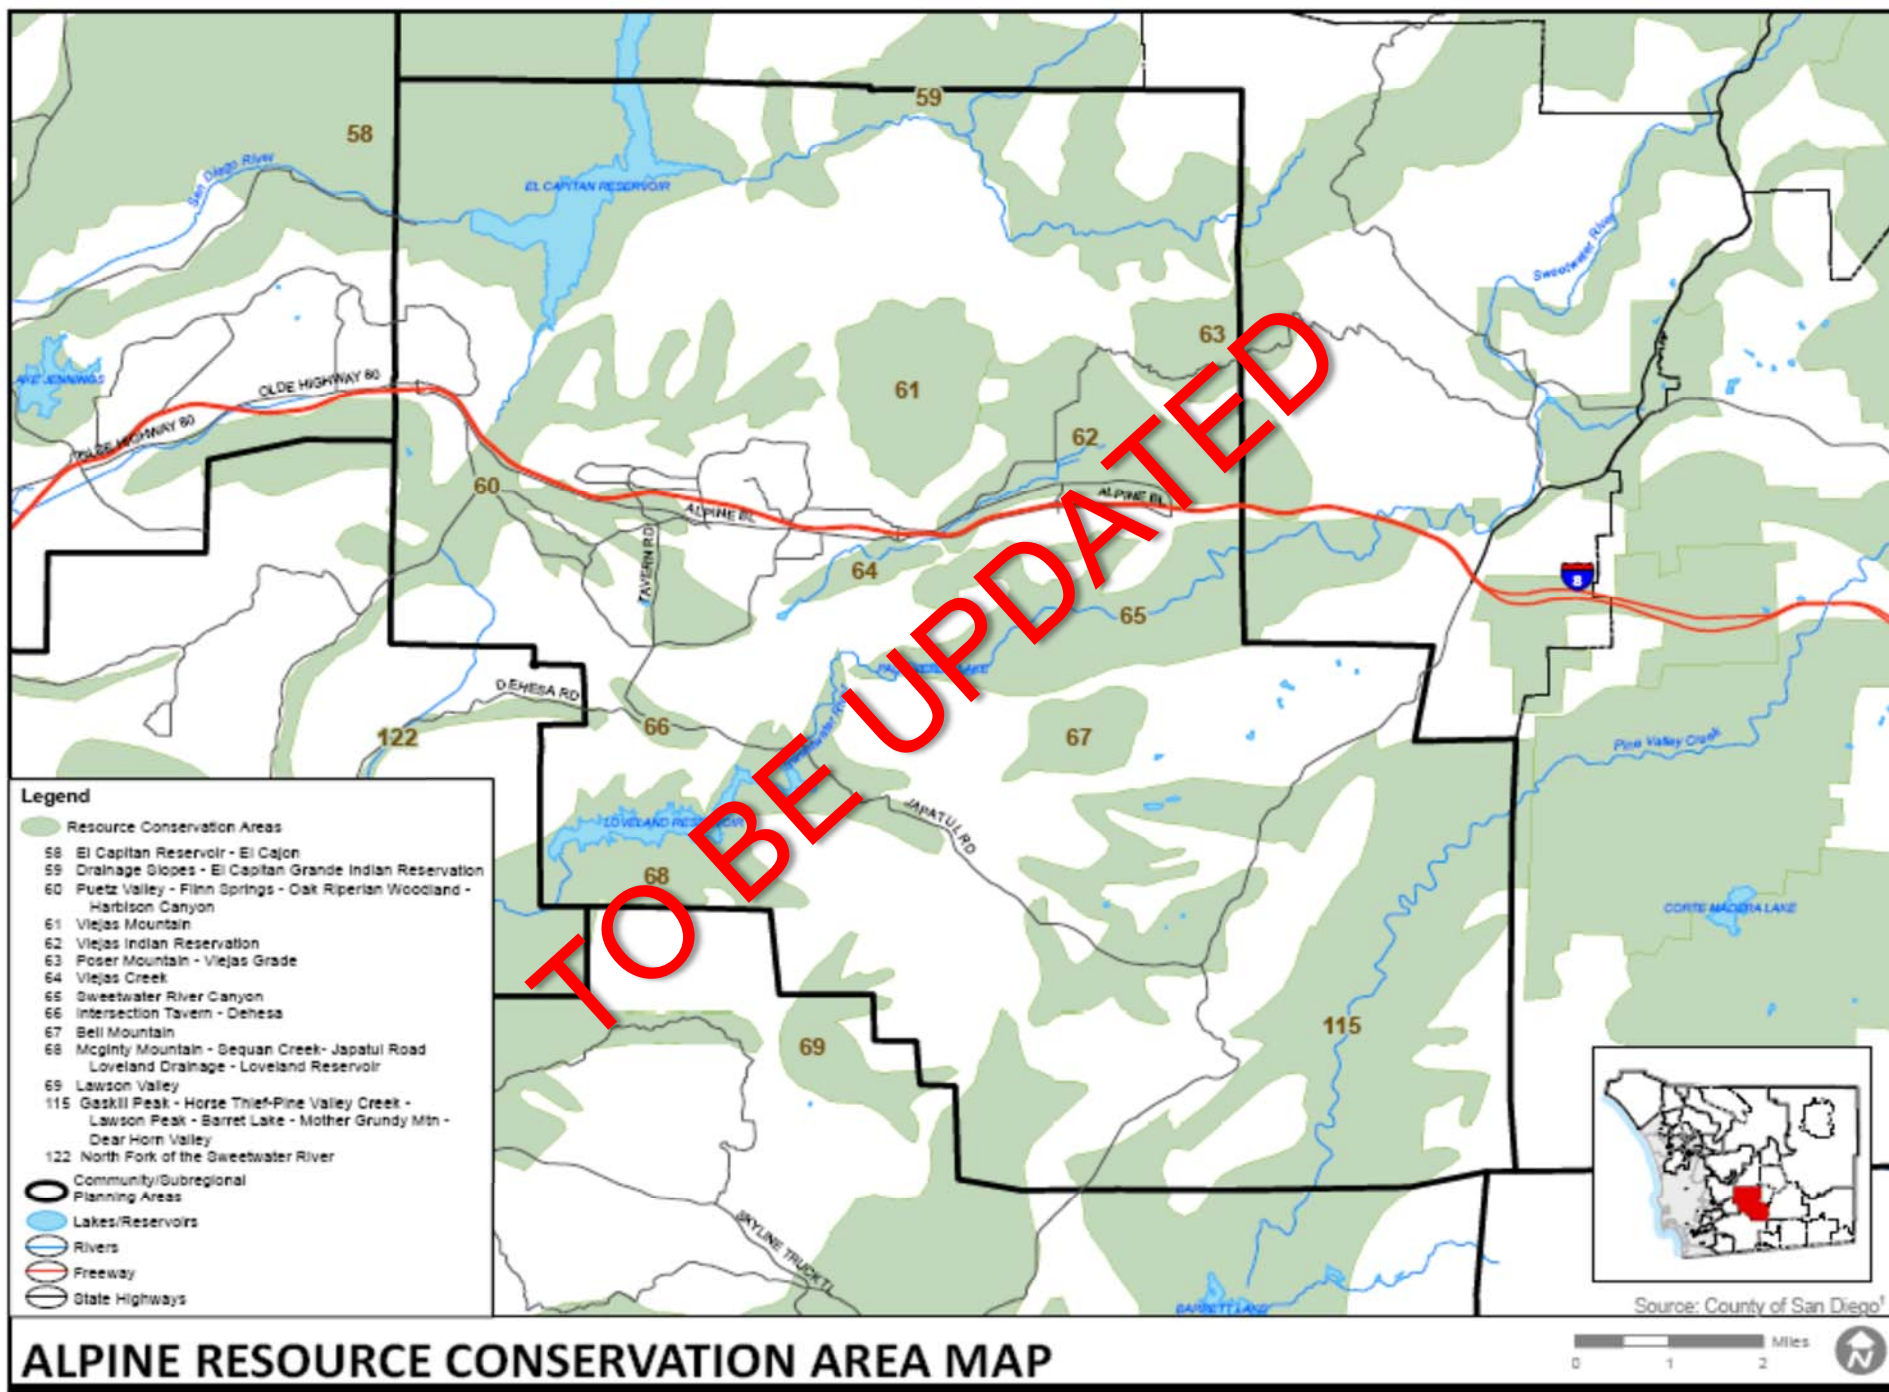 58
59
San Diego River
EL CAPITAN RESERVOIR
Sweetwater River
63
OLDE HIGHWAY 80
61
OLDE HIGHWAY 80
62
60
ALPINE BL
ALPINE BL
TAVERN RD
64
8
65
DEHESA RD
66
122
67
Pine Valley Creek
JAPATUL RD
LOVELAND RESERVOIR
68
CORTE MADERA LAKE
115
69
SKYLINE TRUCK TL
BARRETT LAKE
TO BE UPDATED
Legend
Resource Conservation Areas
58 El Capitan Reservoir - El Cajon
59 Drainage Slopes - El Capitan Grande Indian Reservation
60 Puetz Valley - Flinn Springs - Oak Riperian Woodland -
Harbison Canyon
61 Viejas Mountain
62 Viejas Indian Reservation
63 Poser Mountain - Viejas Grade
64 Viejas Creek
65 Sweetwater River Canyon
66 Intersection Tavern - Dehesa
67 Bell Mountain
68 Mcginty Mountain - Sequan Creek- Japatul Road
Loveland Drainage - Loveland Reservoir
69 Lawson Valley
115 Gaskill Peak - Horse Thief-Pine Valley Creek -
Lawson Peak - Barret Lake - Mother Grundy Mtn -
Dear Horn Valley
122 North Fork of the Sweetwater River
Community/Subregional
Planning Areas
Lakes/Reservoirs
Rivers
Freeway
State Highways
Source: County of San Diego¹
ALPINE RESOURCE CONSERVATION AREA MAP
Miles
0 1 2
N